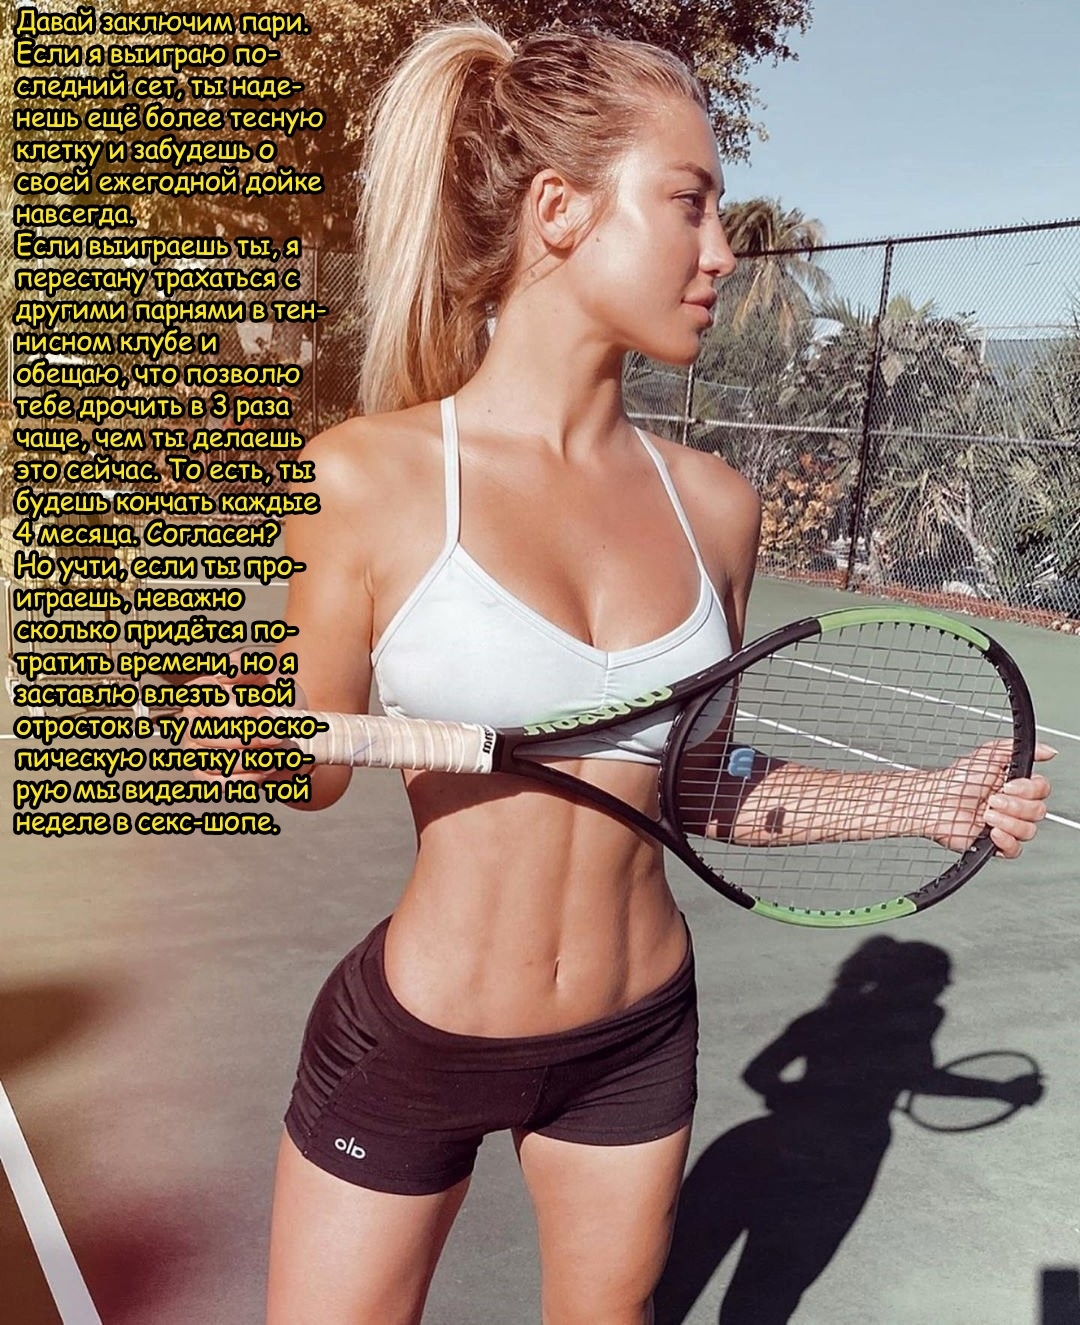 Давай заключим пари.
Если я выиграю по-
следний сет, ты наде-
нешь ещё более тесную
клетку и забудешь о
своей ежегодной дойке
навсегда.
Если выиграешь ты, я
перестану трахаться с
другими парнями в тен-
нисном клубе и
обещаю, что позволю
тебе дрочить в 3 раза
чаще, чем ты делаешь
это сейчас. То есть, ты
будешь кончать каждые
4 месяца. Согласен?
Но учти, если ты про-
играешь, неважно
сколько придётся по-
тратить времени, но я
заставлю влезть твой
отросток в ту микроско-
пическую клетку кото-
рую мы видели на той
неделе в секс-шопе.
Wilson
alo